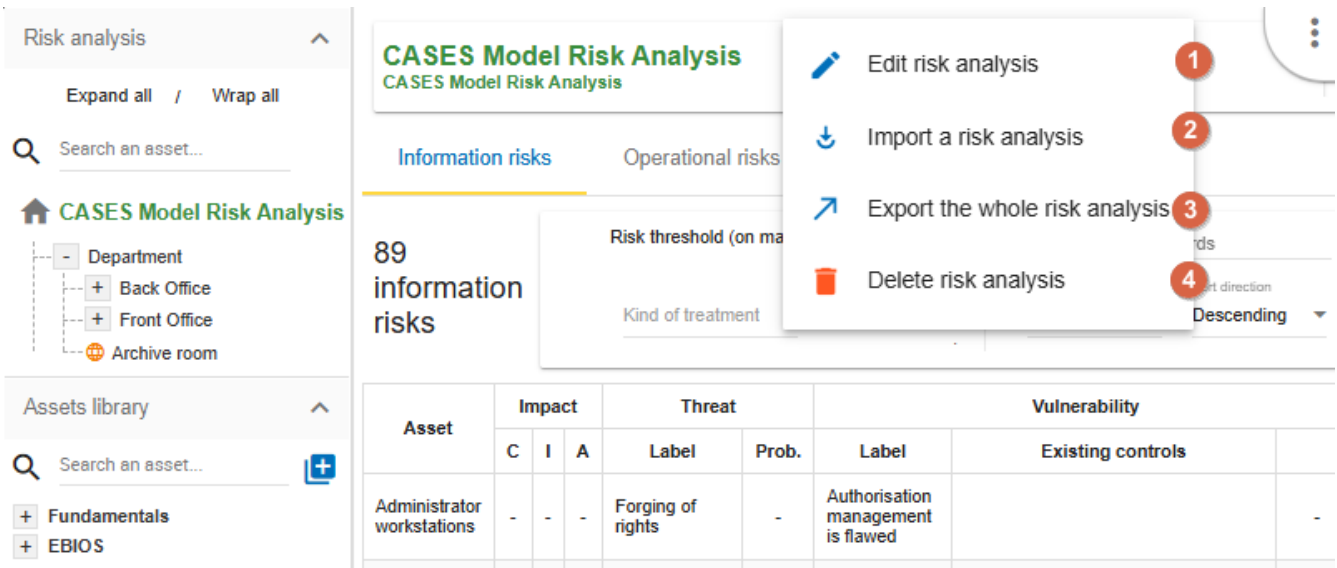 Risk analysis
Expand all / Wrap all
Search an asset...
CASES Model Risk Analysis
- Department
+ Back Office
+ Front Office
Archive room
Assets library
Search an asset...
+ Fundamentals
+ EBIOS
CASES Model Risk Analysis
CASES Model Risk Analysis
Edit risk analysis 1
Import a risk analysis 2
Export the whole risk analysis 3
Delete risk analysis 4
Information risks Operational risks
89
information
risks
Risk threshold (on
Kind of treatment
direction
Descending
Asset Impact Threat Vulnerability
C I A Label Prob. Label Existing controls
Administrator
workstations - - - Forging of
rights - Authorisation
management
is flawed -